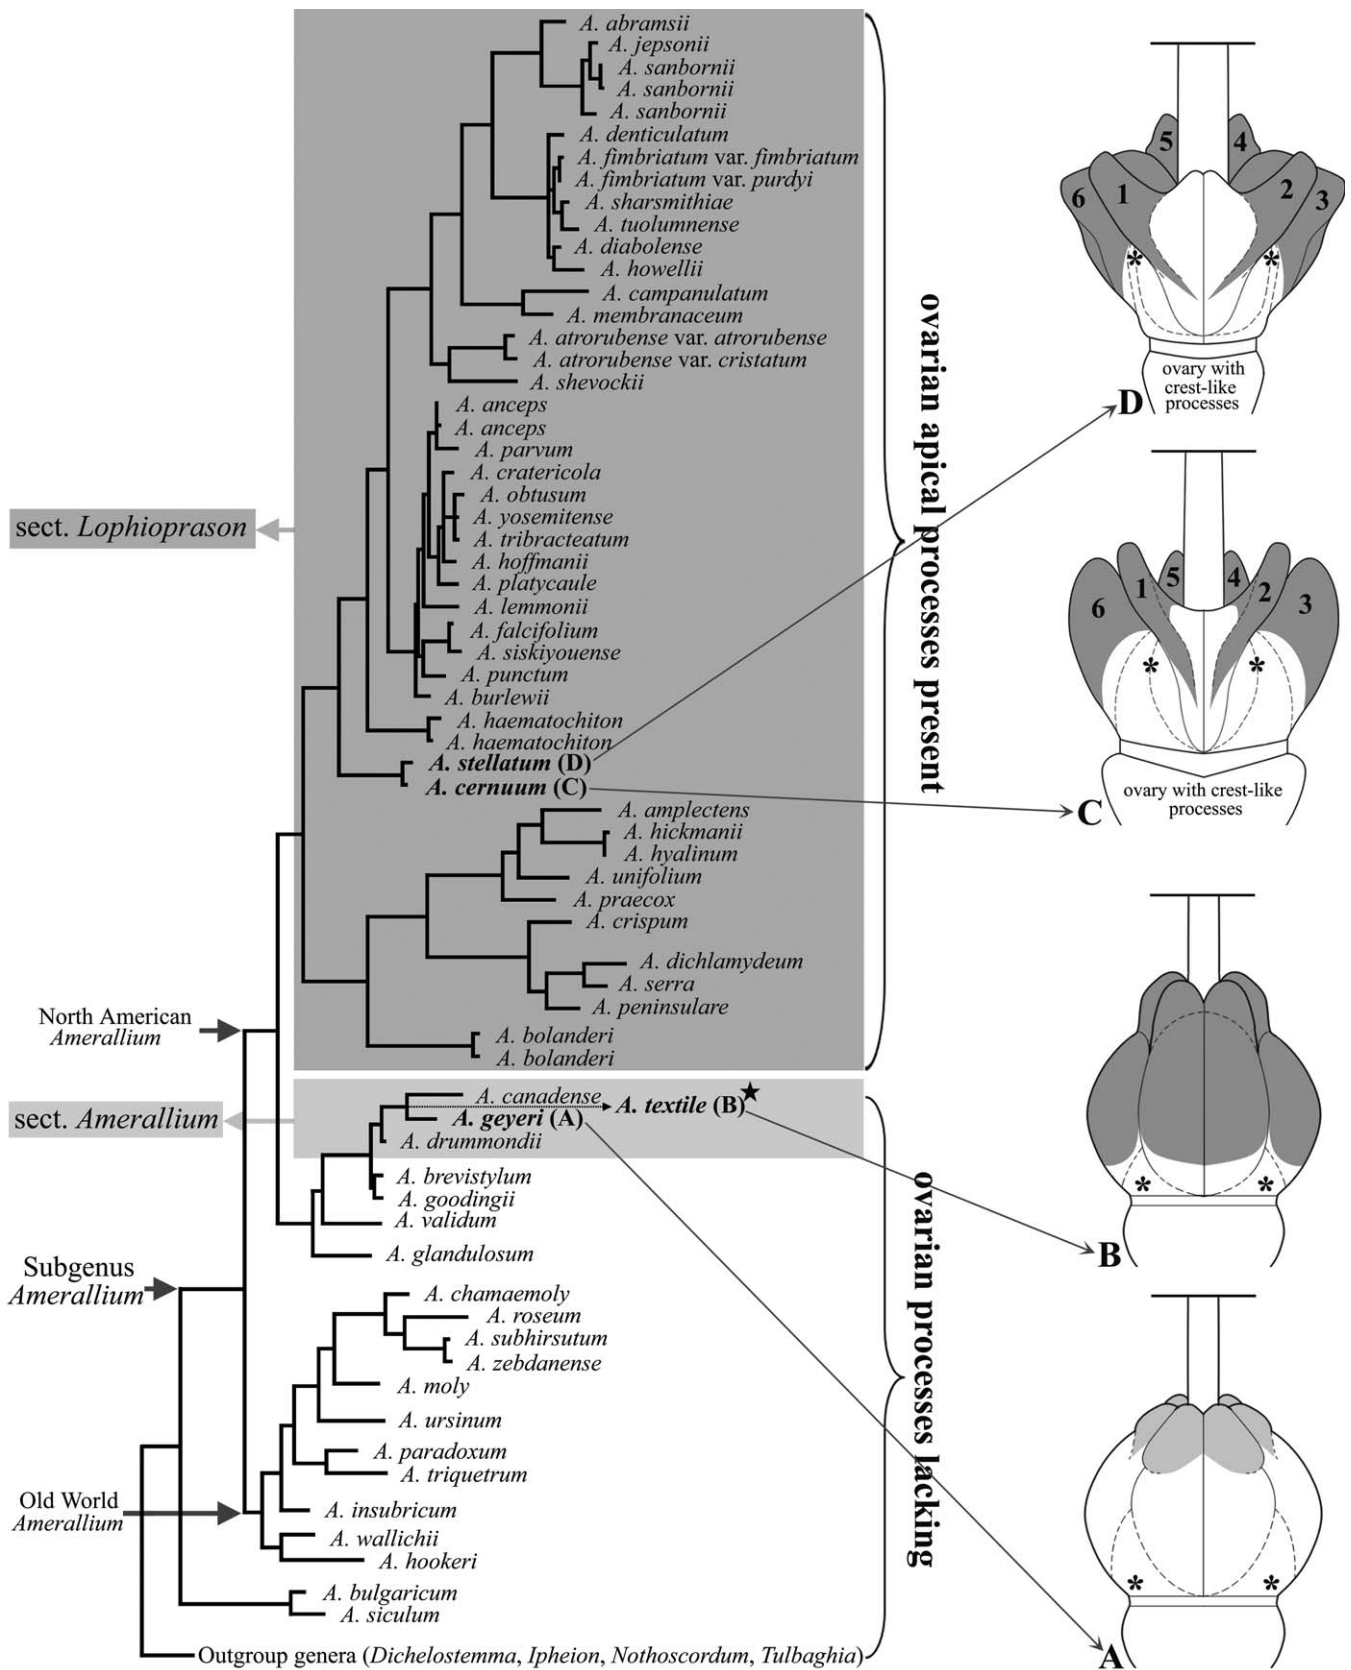 A. abramsii
A. jepsonii
A. sanbornii
A. sanbornii
A. sanbornii
A. denticulatum
A. fimbriatum var. fimbriatum
A. fimbriatum var. purdyi
A. sharsmithiae
A. tuolumnense
A. diabolense
A. howellii
A. campanulatum
A. membranaceum
A. atrorubense var. atrorubense
A. atrorubense var. cristatum
A. shevockii
A. anceps
A. anceps
A. parvum
A. cratericola
A. obtusum
A. yosemitense
A. tribracteatum
A. hoffmanii
A. platycaule
A. lemmonii
A. falcifolium
A. siskiyouense
A. punctum
A. burlewii
A. haematochiton
A. haematochiton
A. stellatum (D)
A. cernuum (C)
A. amplectens
A. hickmanii
A. hyalinum
A. unifolium
A. praecox
A. crispum
A. dichlamydeum
A. serra
A. peninsulare
A. bolanderi
A. bolanderi
A. canadense
A. textile (B) ★
A. geyeri (A)
A. drummondii
A. brevistylum
A. goodingii
A. validum
A. glandulosum
A. chamaemoly
A. roseum
A. subhirsutum
A. zebdanense
A. moly
A. ursinum
A. paradoxum
A. triquetrum
A. insubricum
A. wallichii
A. hookeri
A. bulgaricum
A. siculum
Outgroup genera (Dichelostemma, Ipheion, Nothoscordum, Tulbaghia)
sect. Lophioprason
North American
Amerallium
sect. Amerallium
Subgenus
Amerallium
Old World
Amerallium
ovarian apical processes present
ovarian processes lacking
5 4
6 1 2 3
* *
ovary with
crest-like
processes
D
6 1 5 4 2 3
* *
ovary with crest-like
processes
C
* *
B
* *
A